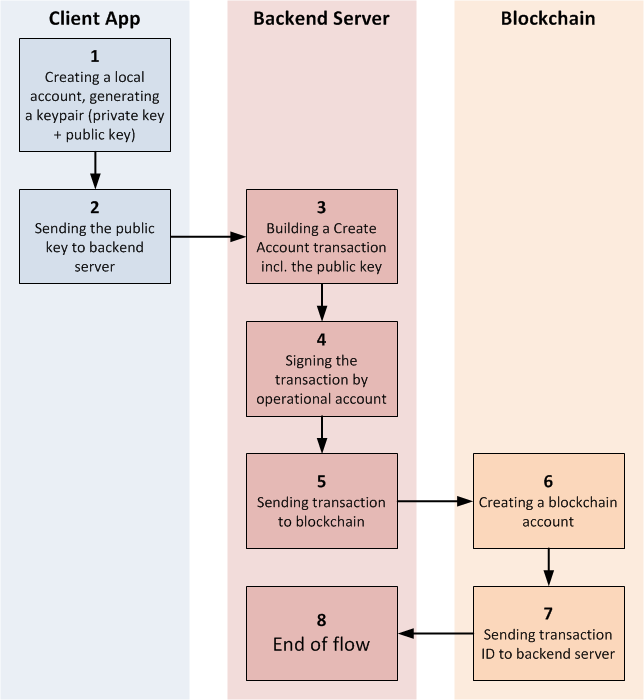 Client App
Backend Server
Blockchain
1
Creating a local
account, generating
a keypair (private key
+ public key)
2
Sending the public
key to backend
server
3
Building a Create
Account transaction
incl. the public key
4
Signing the
transaction by
operational account
5
Sending transaction
to blockchain
6
Creating a blockchain
account
7
Sending transaction
ID to backend server
8
End of flow